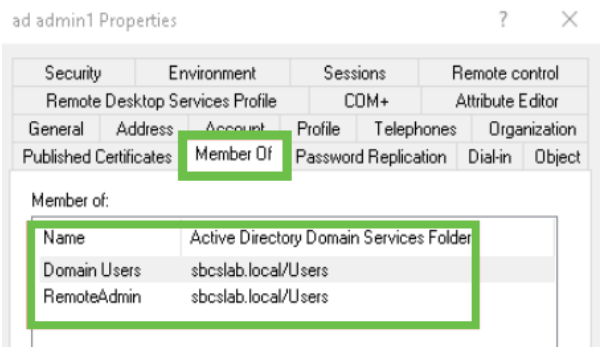 ad admin1 Properties ? ×
Security Environment Sessions Remote control
Remote Desktop Services Profile COM+ Attribute Editor
General Address Account Profile Telephones Organization
Published Certificates Member Of Password Replication Dial-in Object
Member of:
Name Active Directory Domain Services Folder
Domain Users sbcslab.local/Users
RemoteAdmin sbcslab.local/Users